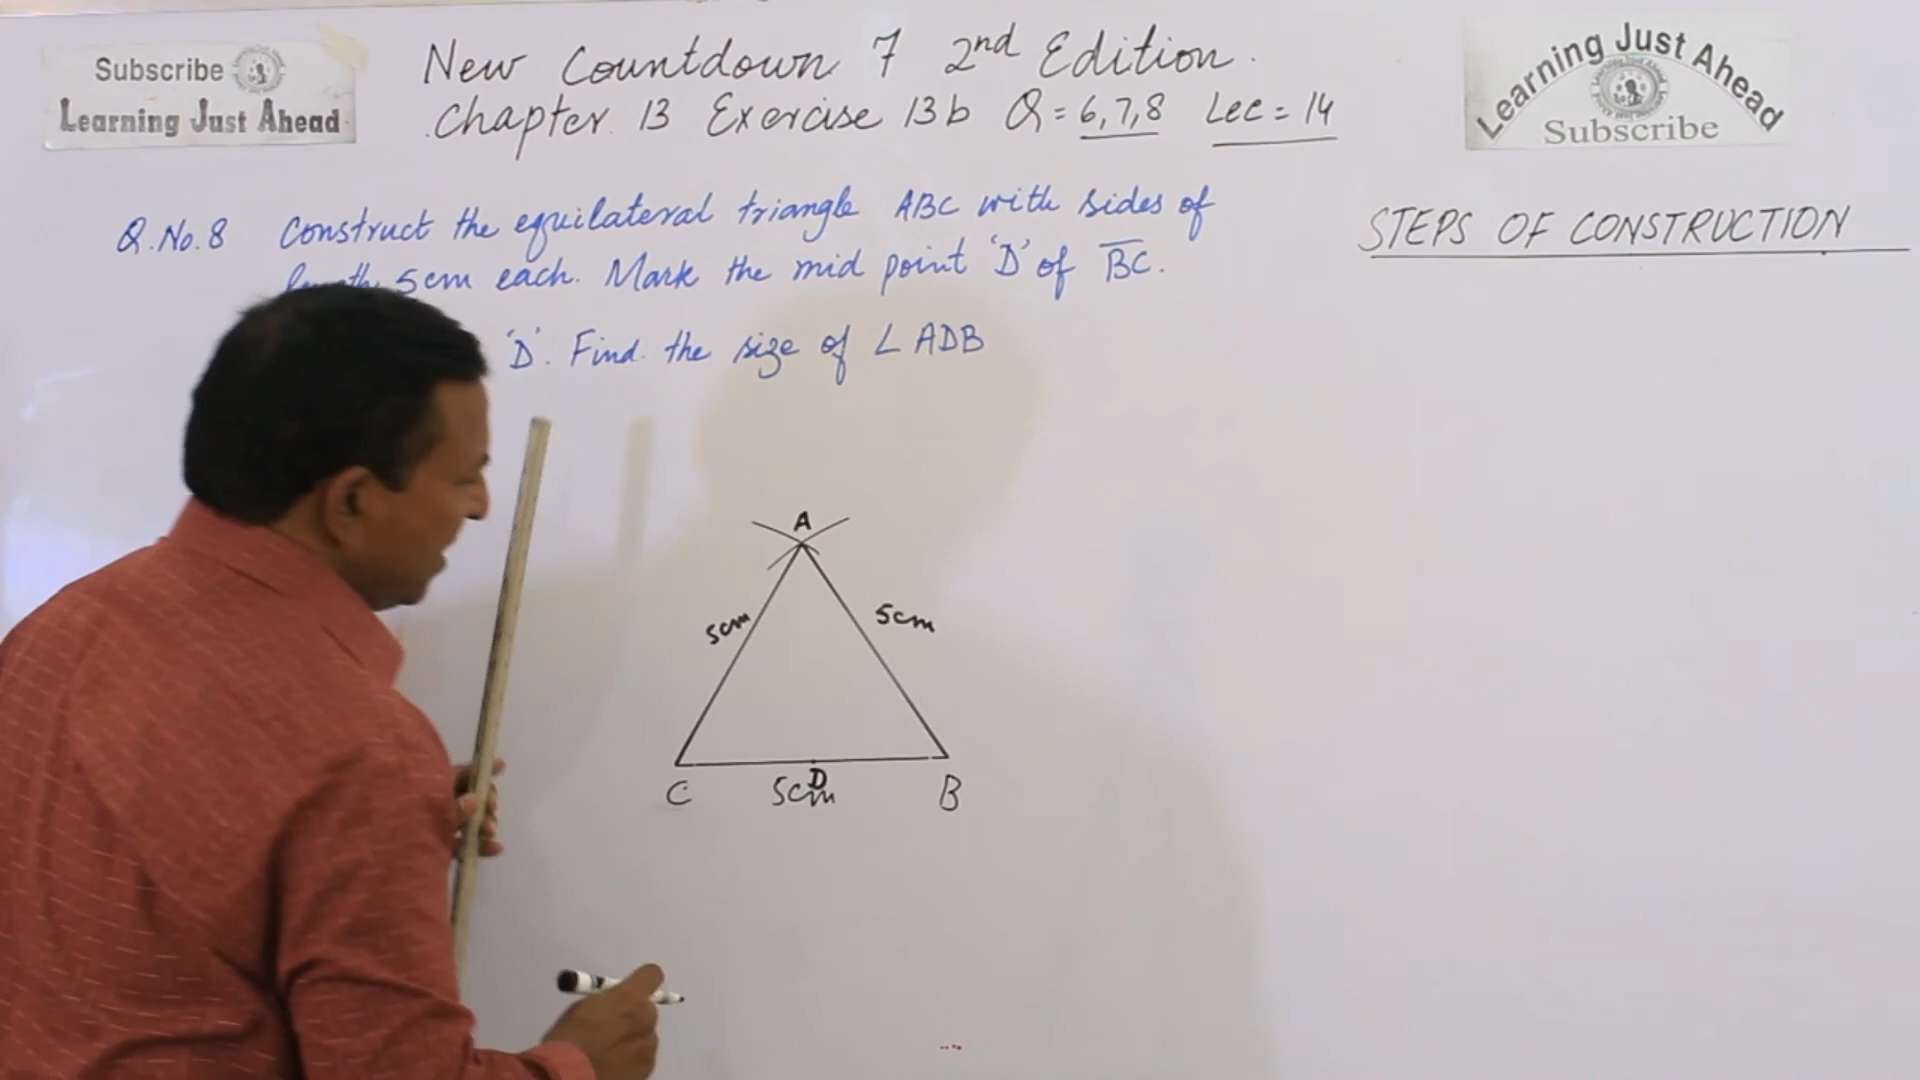 Subscribe
Learning Just Ahead
New Countdown 7 2nd Edition.
Chapter 13 Exercise 13b Q = 6,7,8 Lec = 14
Learning Just Ahead
Subscribe
Q.No.8 Construct the equilateral triangle ABC with sides of
length 5cm each. Mark the mid point 'D' of BC.
'D'. Find the size of ∠ADB
STEPS OF CONSTRUCTION
A
5cm
5cm
D
C 5cm B